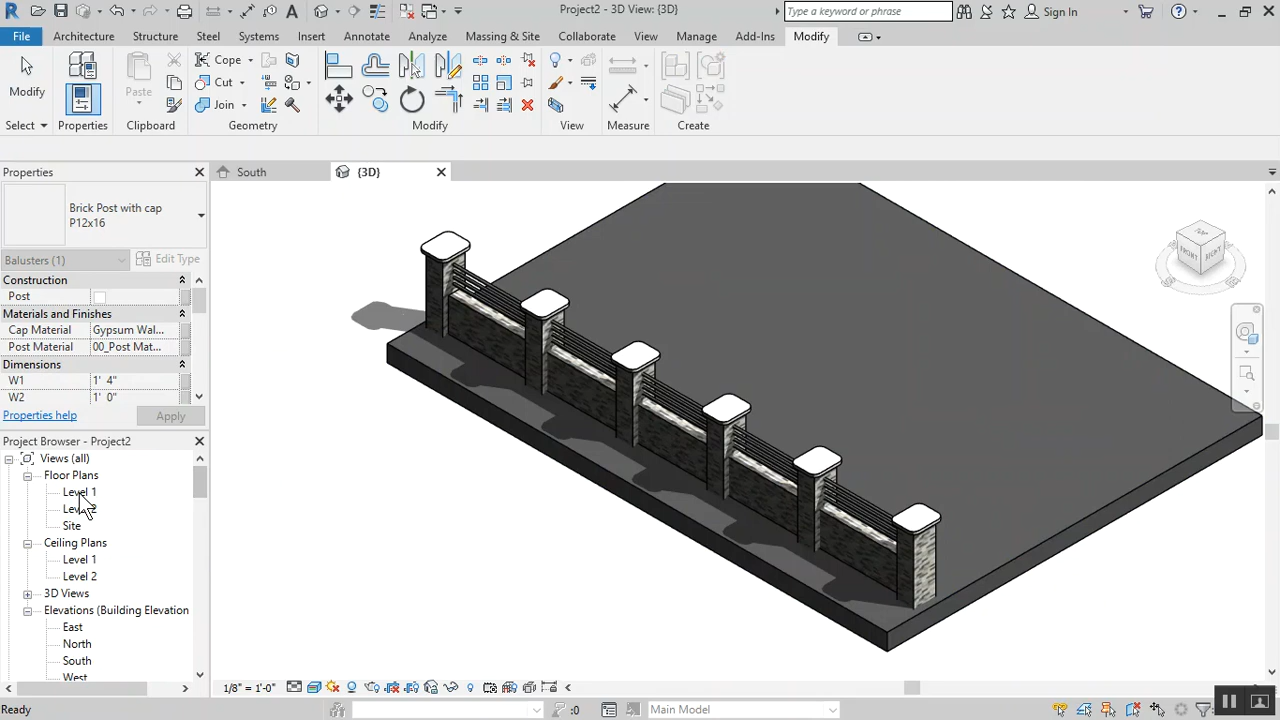 Project2 - 3D View: {3D}
Type a keyword or phrase
Sign In
File Architecture Structure Steel Systems Insert Annotate Analyze Massing & Site Collaborate View Manage Add-Ins Modify
Modify
Paste
Cope
Cut
Join
Select Properties Clipboard Geometry Modify View Measure Create
Properties
South {3D}
Brick Post with cap
P12x16
Balusters (1) Edit Type
Construction
Post
Materials and Finishes
Cap Material Gypsum Wal...
Post Material 00_Post Mat...
Dimensions
W1 1' 4"
W2 1' 0"
Properties help Apply
Project Browser - Project2
Views (all)
Floor Plans
Level 1
Level 2
Site
Ceiling Plans
Level 1
Level 2
3D Views
Elevations (Building Elevation
East
North
South
West
FRONT RIGHT
1/8" = 1'-0"
Ready
:0
Main Model